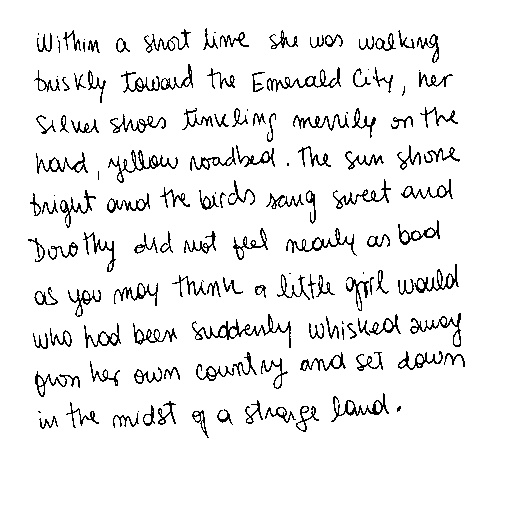 Within a short time she was walking
briskly toward the Emerald City, her
Silver Shoes tinkling merrily on the
hard, yellow roadbed. The sun shone
bright and the birds sang sweet and
Dorothy did not feel nearly as bad
as you may think a little girl would
who had been suddenly whisked away
from her own country and set down
in the midst of a strange land.